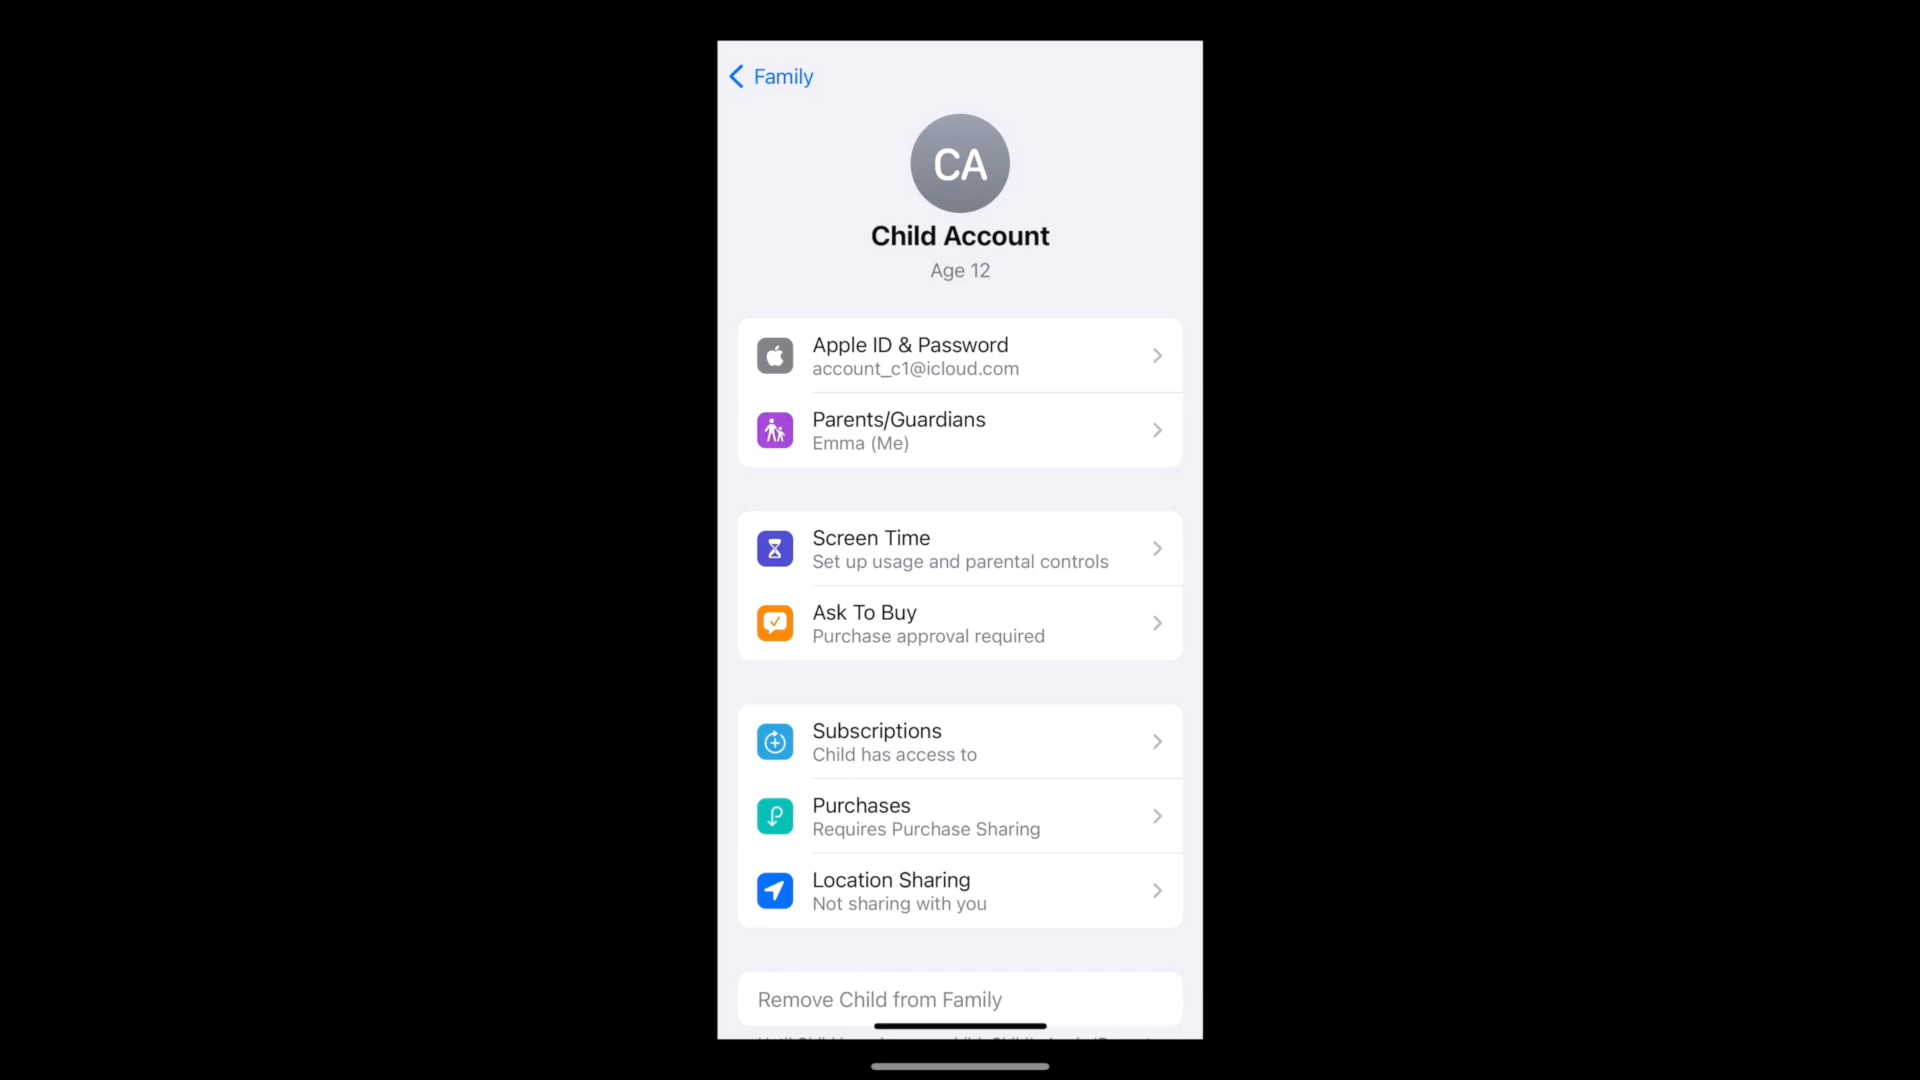 Family
CA
Child Account
Age 12
Apple ID & Password
account_c1@icloud.com
Parents/Guardians
Emma (Me)
Screen Time
Set up usage and parental controls
Ask To Buy
Purchase approval required
Subscriptions
Child has access to
Purchases
Requires Purchase Sharing
Location Sharing
Not sharing with you
Remove Child from Family